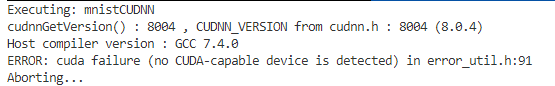 Executing: mnistCUDNN
cudnnGetVersion() : 8004 , CUDNN_VERSION from cudnn.h : 8004 (8.0.4)
Host compiler version : GCC 7.4.0
ERROR: cuda failure (no CUDA-capable device is detected) in error_util.h:91
Aborting...